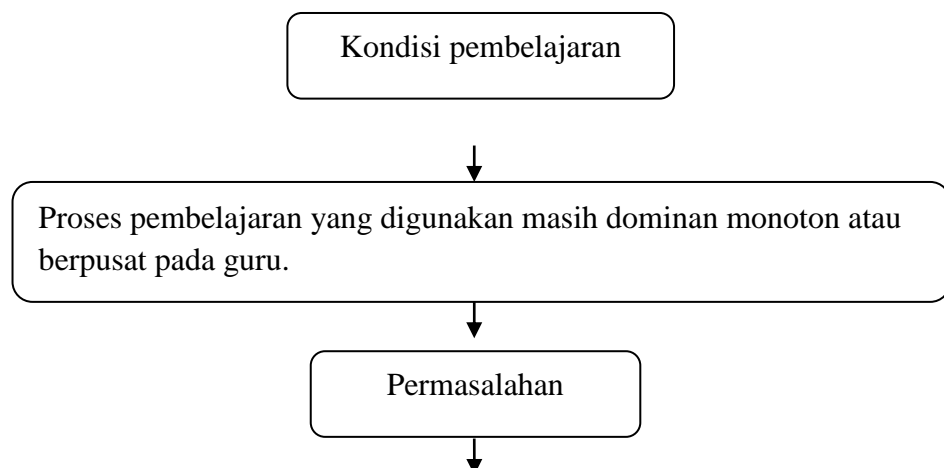 Kondisi pembelajaran
Proses pembelajaran yang digunakan masih dominan monoton atau
berpusat pada guru.
Permasalahan